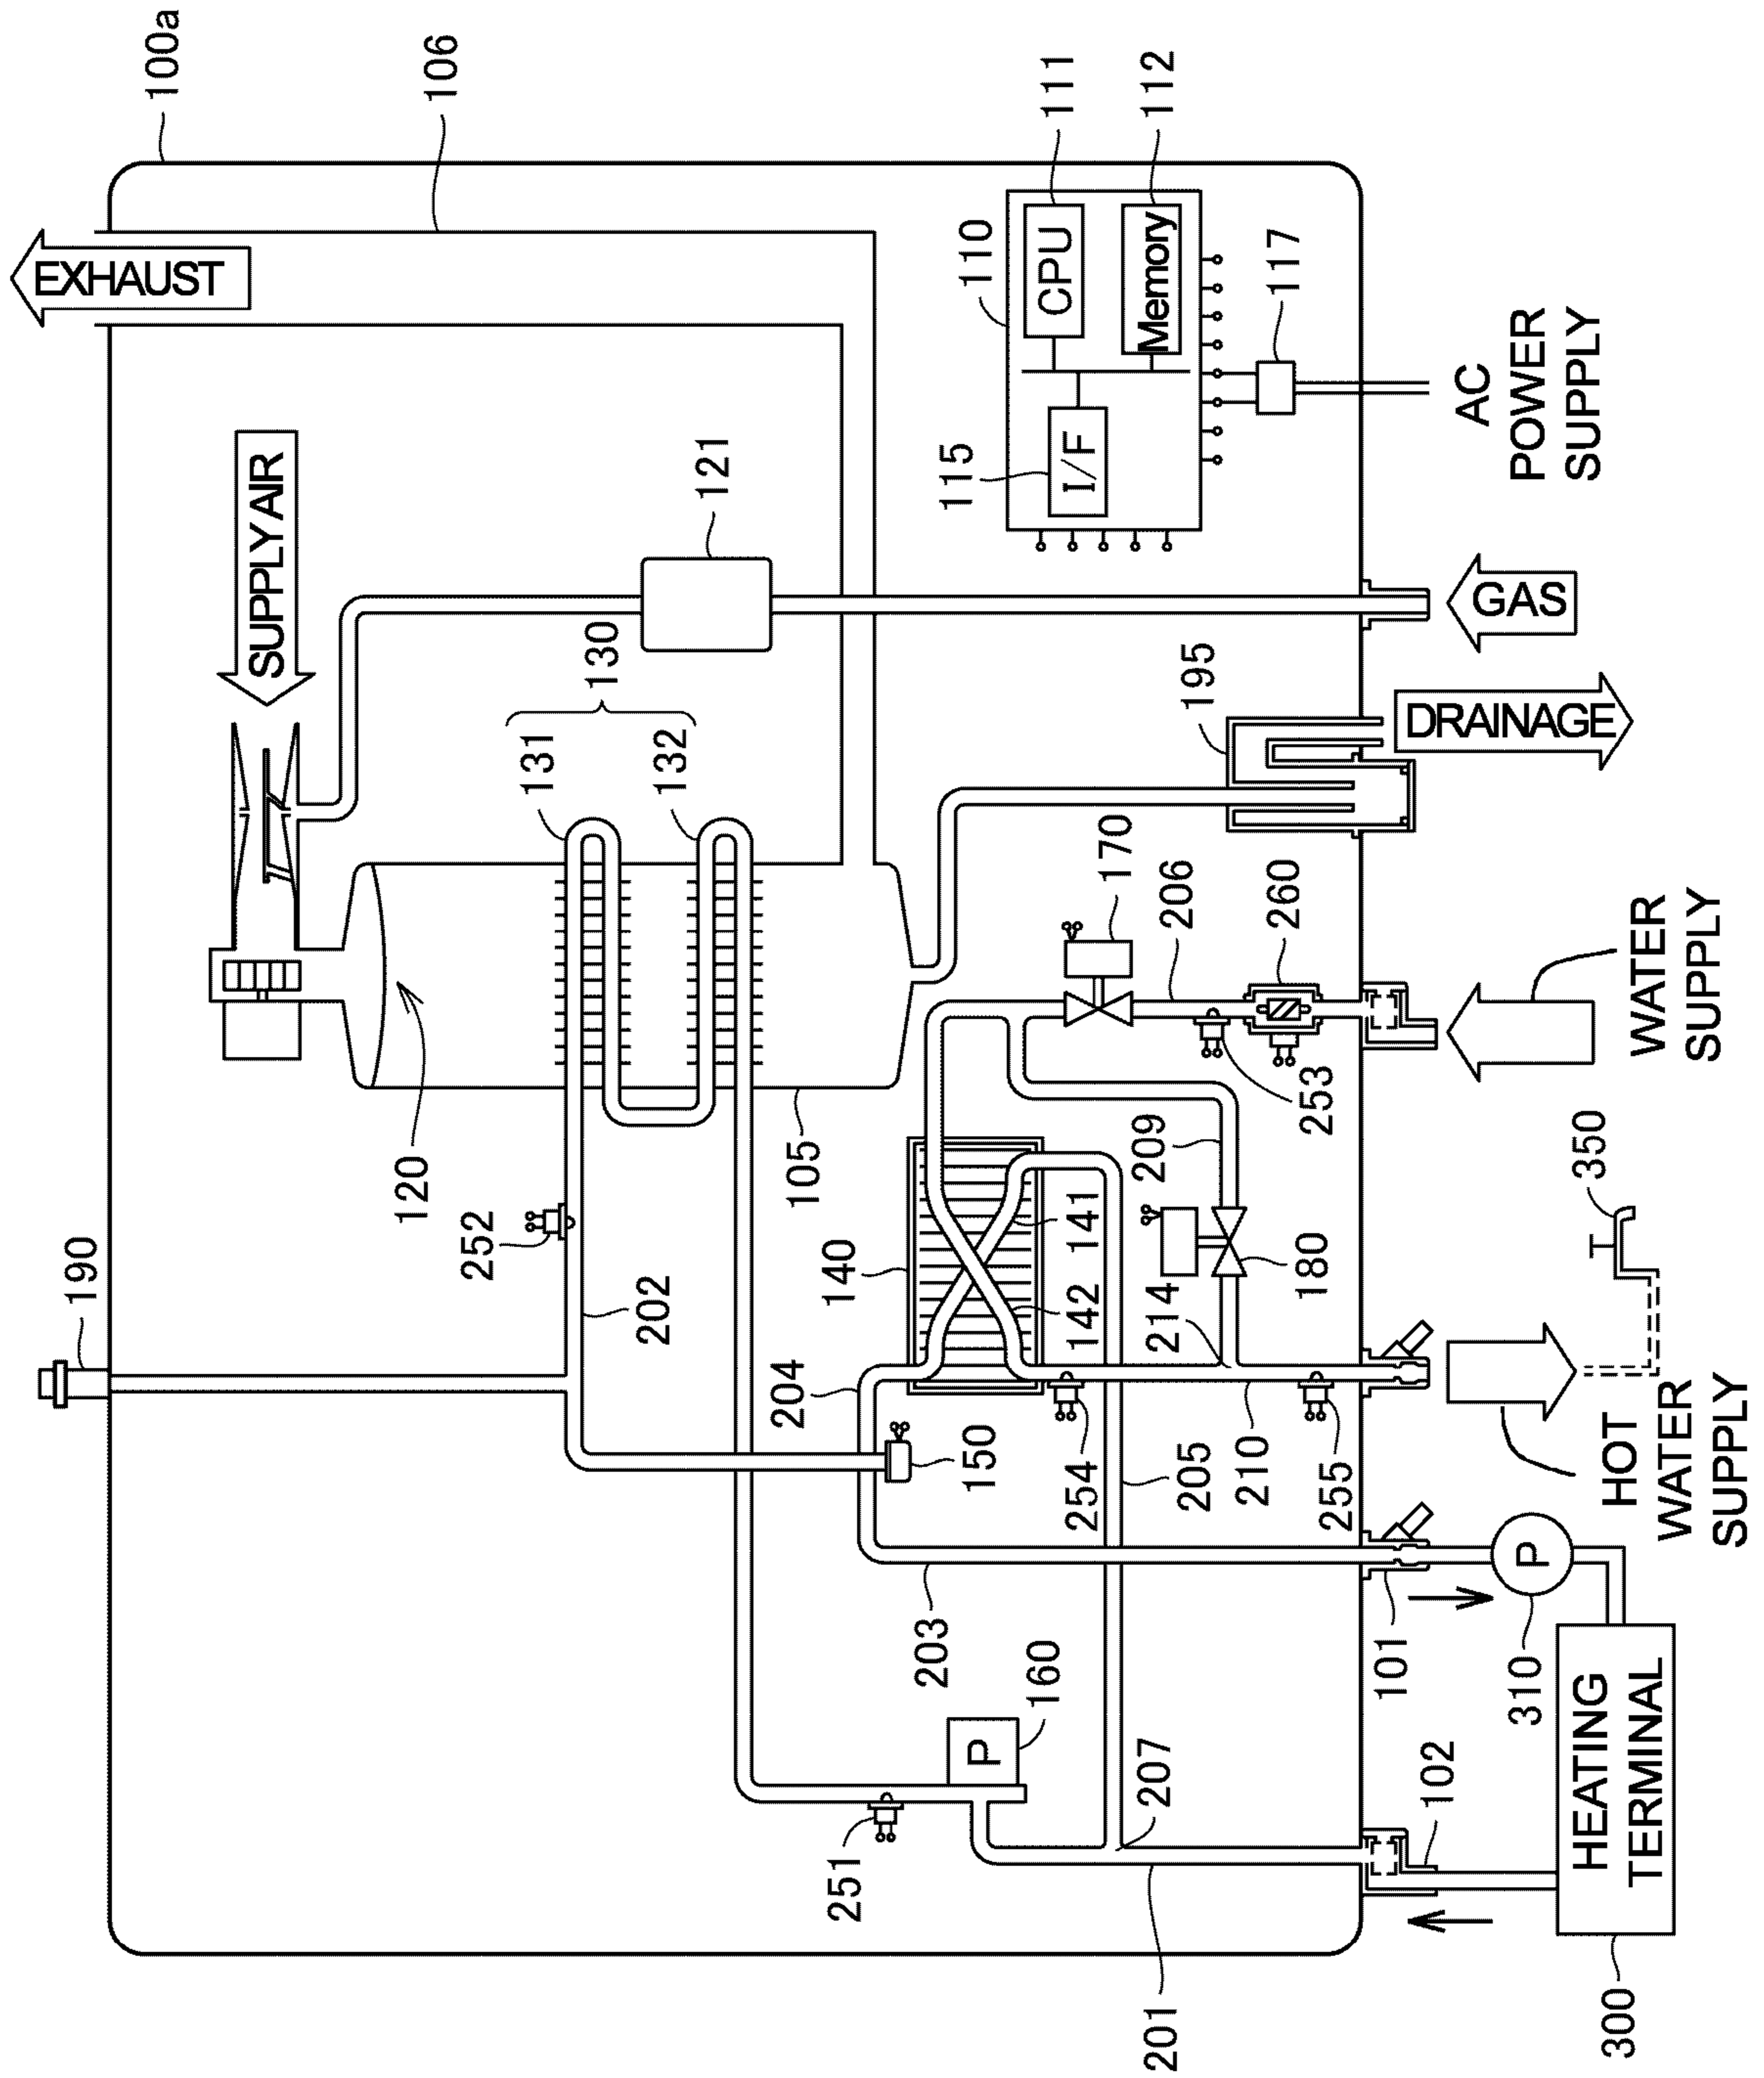 100a
106
EXHAUST
SUPPLY AIR
121
130
131
132
120
105
190
252
202
110
CPU
111
Memory
112
115
I/F
117
AC
POWER
SUPPLY
GAS
195
DRAINAGE
170
206
260
253
WATER
SUPPLY
209
180
140
141
142
214
204
150
254
205
210
255
350
HOT
WATER
SUPPLY
203
P
160
251
207
201
101
P
310
102
HEATING
TERMINAL
300